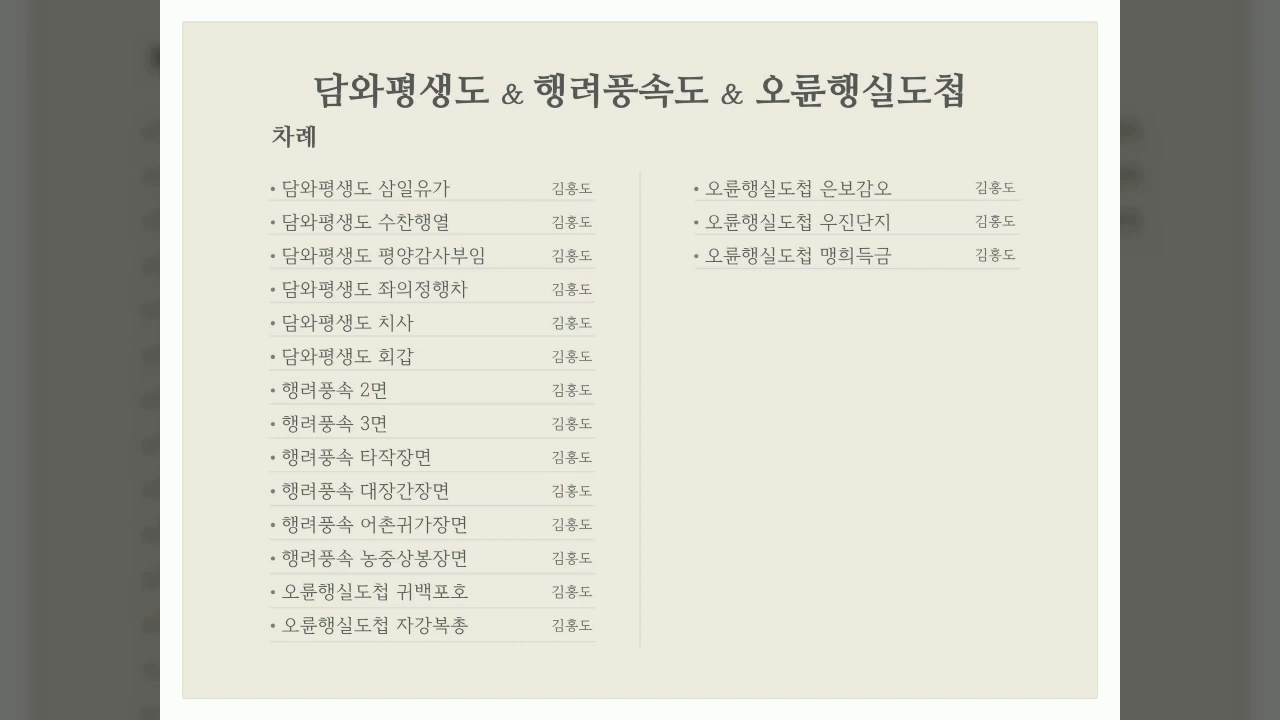 담와평생도 & 행려풍속도 & 오륜행실도첩
차례
• 담와평생도 삼일유가 김홍도
• 담와평생도 수찬행열 김홍도
• 담와평생도 평양감사부임 김홍도
• 담와평생도 좌의정행차 김홍도
• 담와평생도 치사 김홍도
• 담와평생도 회갑 김홍도
• 행려풍속 2면 김홍도
• 행려풍속 3면 김홍도
• 행려풍속 타작장면 김홍도
• 행려풍속 대장간장면 김홍도
• 행려풍속 어촌귀가장면 김홍도
• 행려풍속 농중상봉장면 김홍도
• 오륜행실도첩 귀백포호 김홍도
• 오륜행실도첩 자강복총 김홍도
• 오륜행실도첩 은보감오 김홍도
• 오륜행실도첩 우진단지 김홍도
• 오륜행실도첩 맹희득금 김홍도